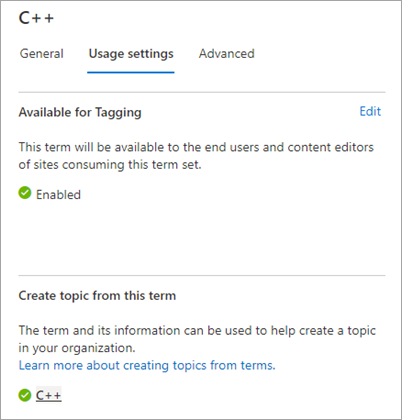 C++
General Usage settings Advanced
Available for Tagging Edit
This term will be available to the end users and content editors
of sites consuming this term set.
Enabled
Create topic from this term
The term and its information can be used to help create a topic
in your organization.
Learn more about creating topics from terms.
C++